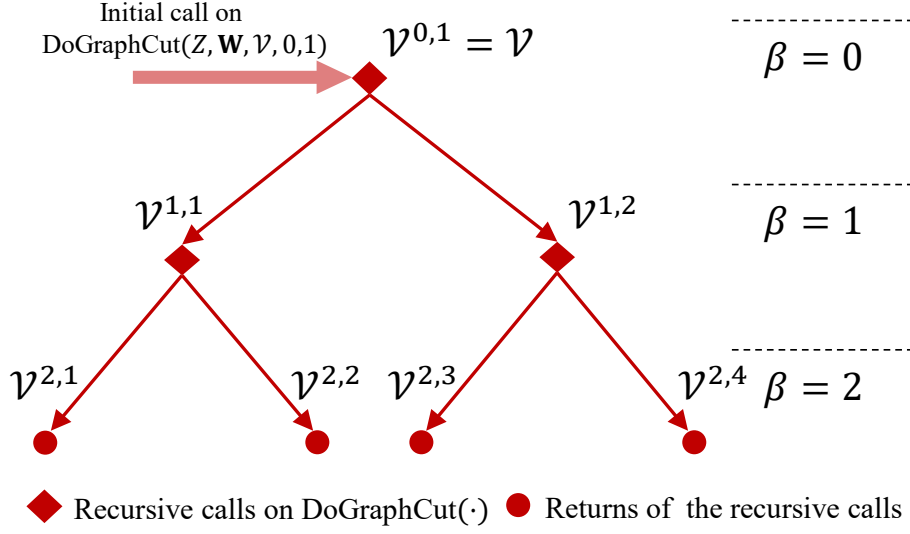 Initial call on
DoGraphCut(Z, W, 𝒱, 0,1)
𝒱^{0,1} = 𝒱
β = 0
𝒱^{1,1}
𝒱^{1,2}
β = 1
𝒱^{2,1}
𝒱^{2,2}
𝒱^{2,3}
𝒱^{2,4}
β = 2
Recursive calls on DoGraphCut(·)
Returns of the recursive calls